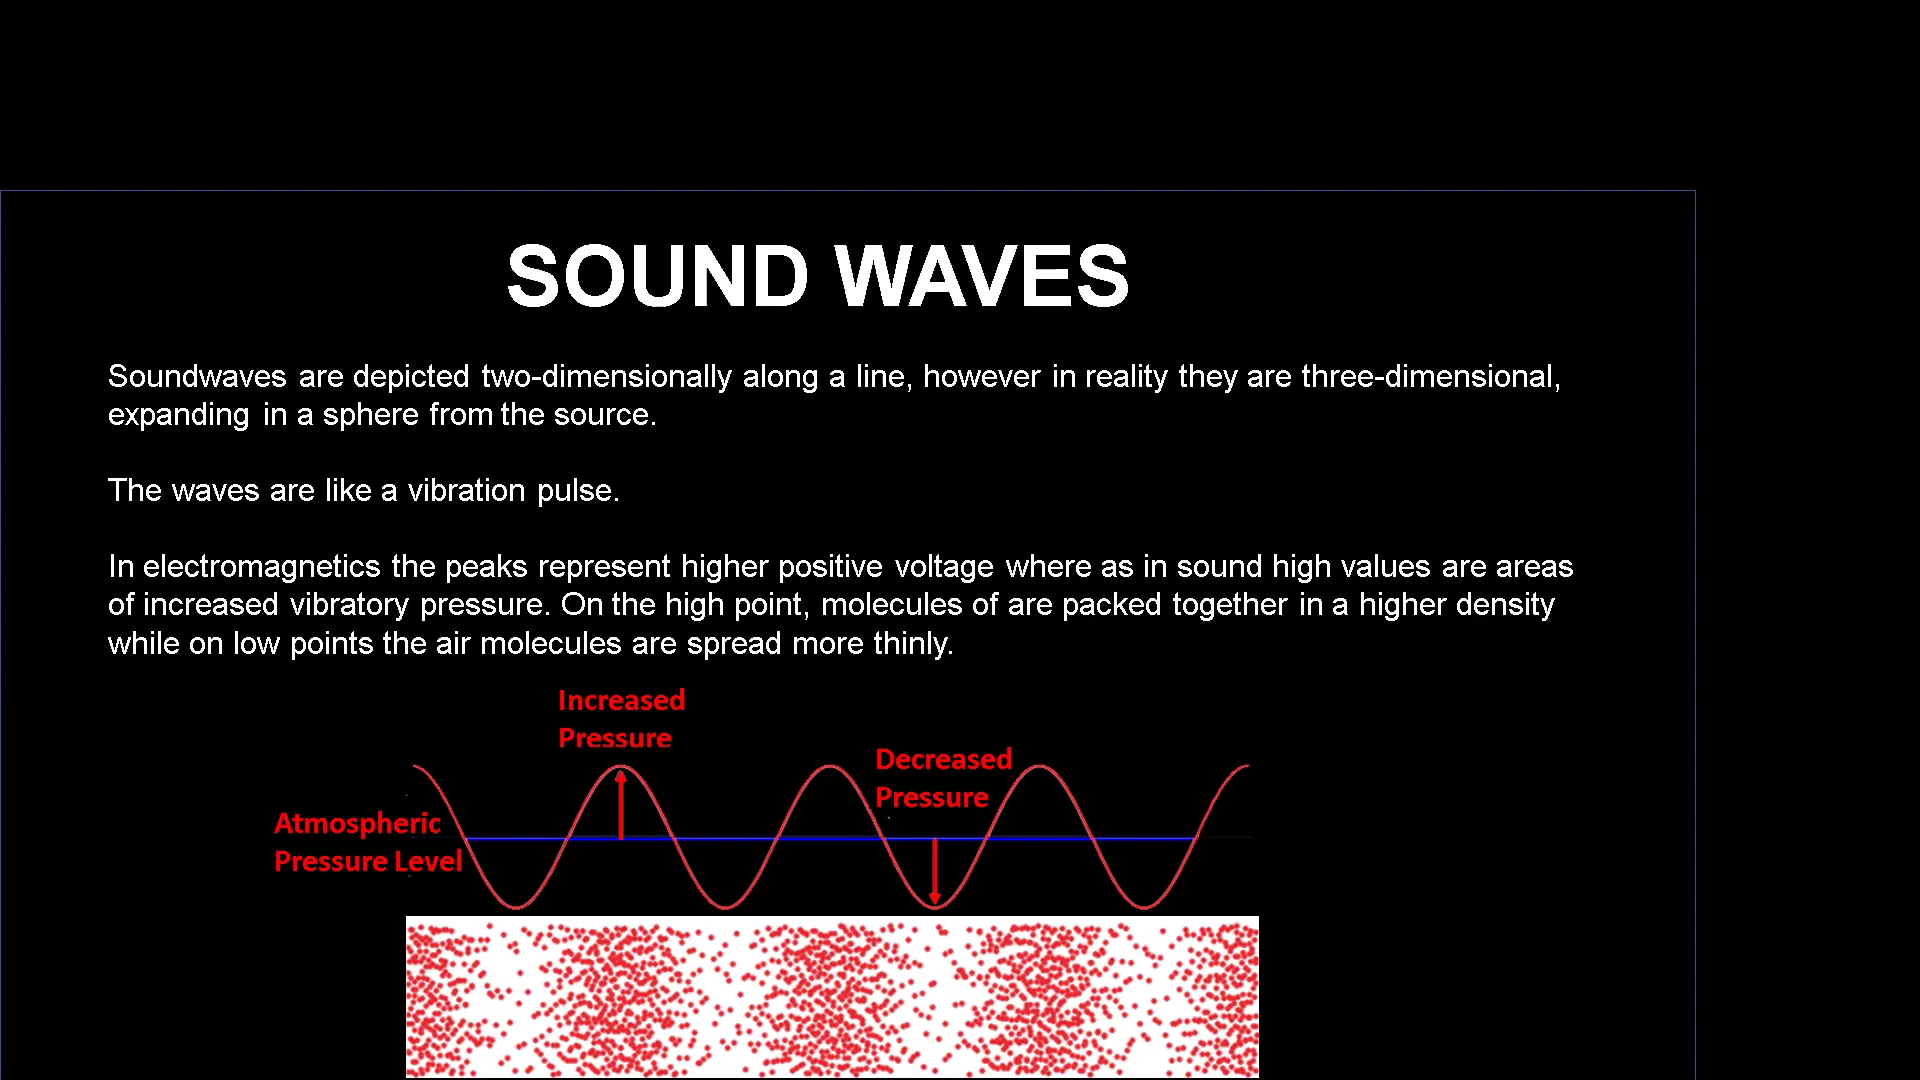 SOUND WAVES
Soundwaves are depicted two-dimensionally along a line, however in reality they are three-dimensional,
expanding in a sphere from the source.
The waves are like a vibration pulse.
In electromagnetics the peaks represent higher positive voltage where as in sound high values are areas
of increased vibratory pressure. On the high point, molecules of are packed together in a higher density
while on low points the air molecules are spread more thinly.
Increased
Pressure
Decreased
Pressure
Atmospheric
Pressure Level